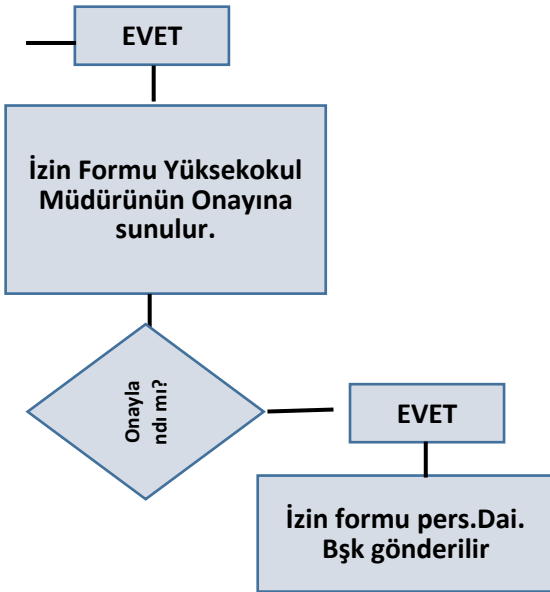 EVET
İzin Formu Yüksekokul
Müdürünün Onayına
sunulur.
Onayla
ndı mı?
EVET
İzin formu pers.Dai.
Bşk gönderilir